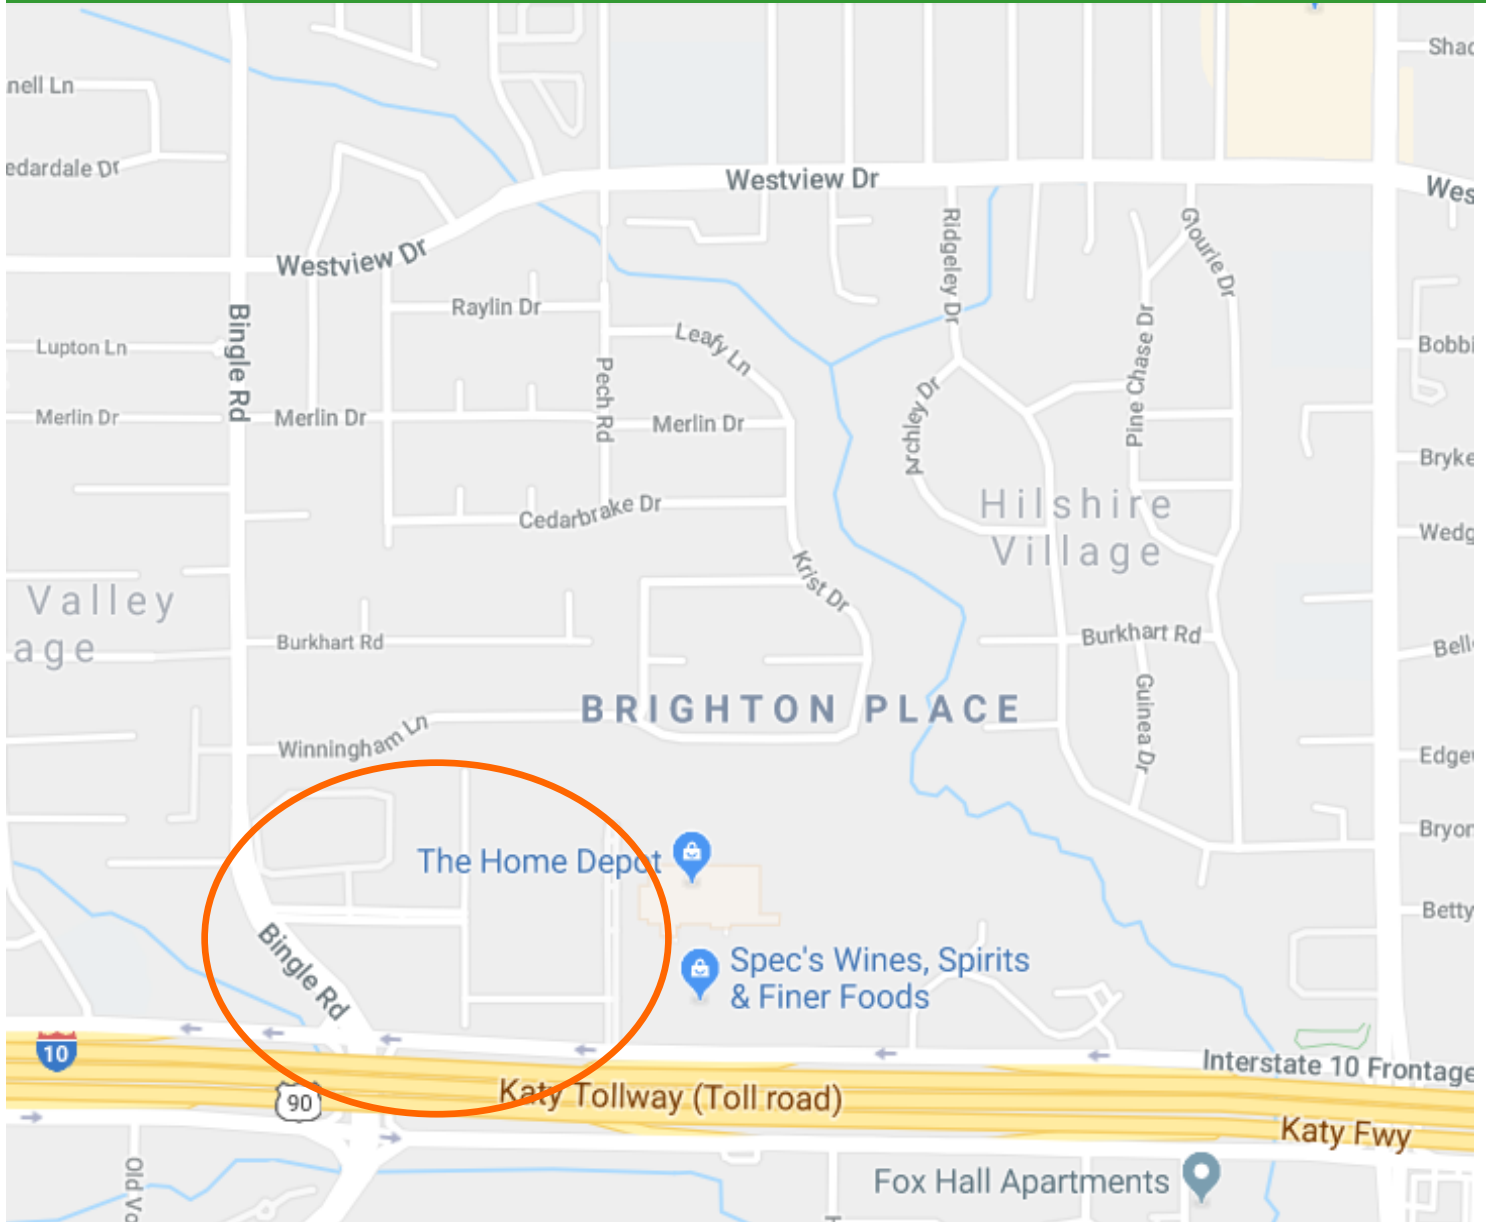 Shad
nell Ln
edardale Dr
Westview Dr
Wes
Ridgeley Dr
Glourie Dr
Westview Dr
Raylin Dr
Bingle Rd
Leafy Ln
Pine Chase Dr
Lupton Ln
Bobbi
Pech Rd
Archley Dr
Merlin Dr
Merlin Dr
Merlin Dr
Bryke
Hilshire
Village
Cedarbrake Dr
Wedg
Krist Dr
Valley
age
Burkhart Rd
Burkhart Rd
Bell
Guinea Dr
BRIGHTON PLACE
Winningham Ln
Edge
Bryon
The Home Depot
Betty
Bingle Rd
Spec's Wines, Spirits
& Finer Foods
10
Interstate 10 Frontage
90
Katy Tollway (Toll road)
Katy Fwy
Old Vo
Fox Hall Apartments